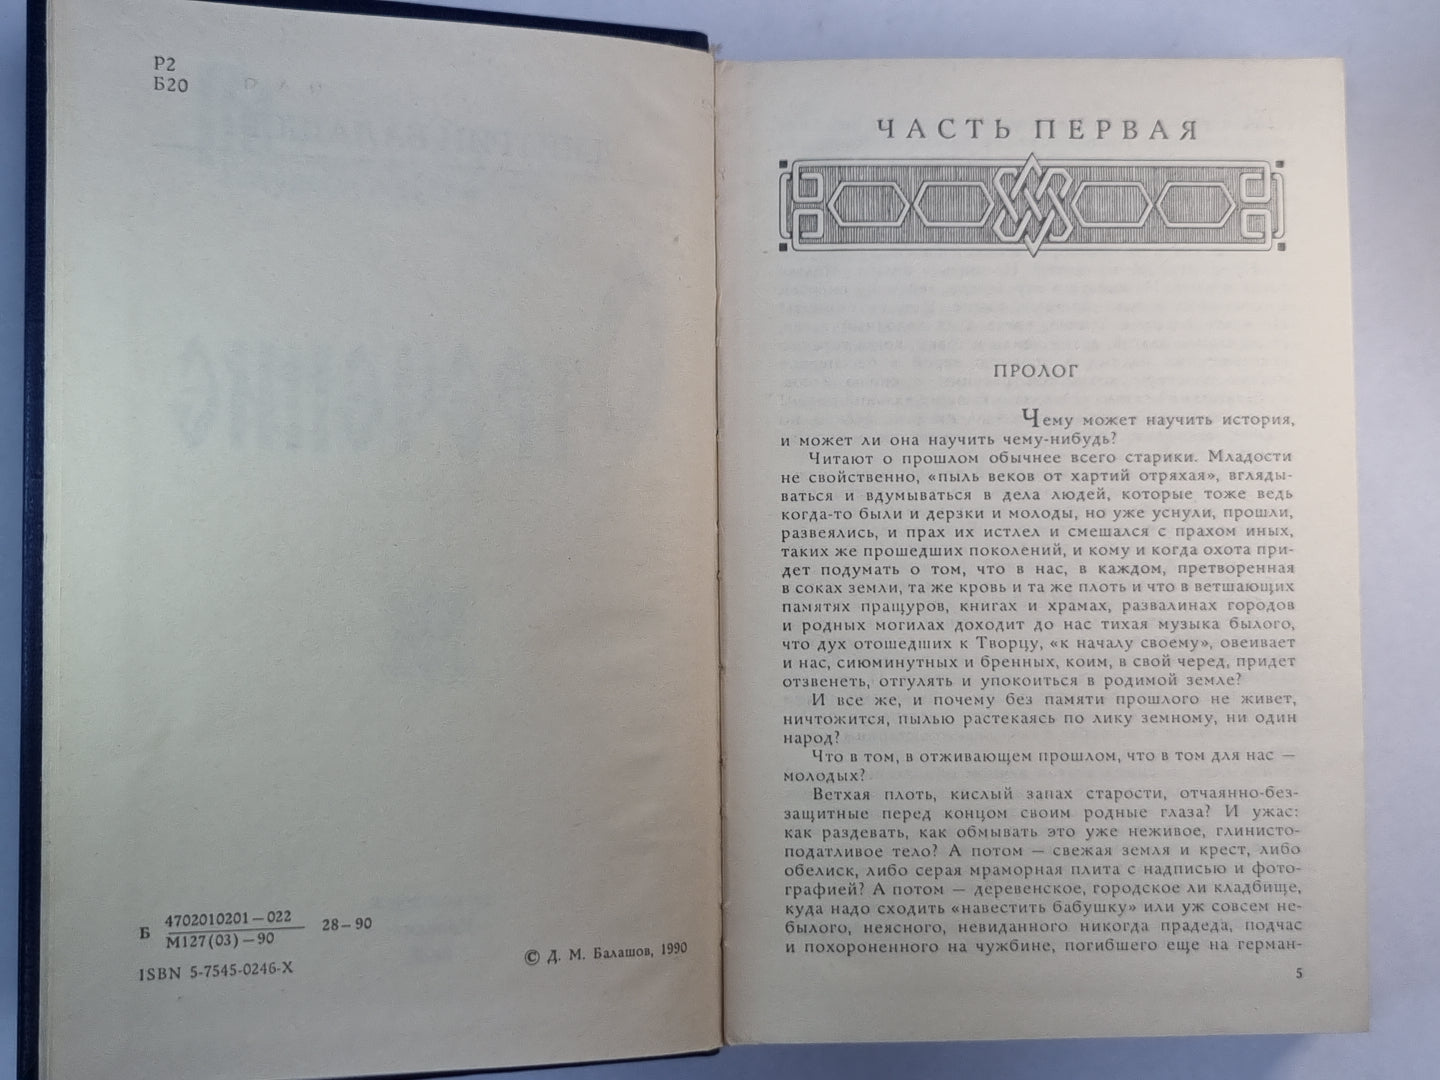 Р2
Б20
Б 4702010201—022 28—90
М127(03)—90
ISBN 5-7545-0246-X
© Д. М. Балашов, 1990
ЧАСТЬ ПЕРВАЯ
ПРОЛОГ
Чему может научить история,
и может ли она научить чему-нибудь?
Читают о прошлом обычнее всего старики. Младости
не свойственно, «пыль веков от хартий отряхая», вгляды-
ваться и вдумываться в дела людей, которые тоже ведь
когда-то были и дерзки и молоды, но уже уснули, прошли,
развеялись, и прах их истлел и смешался с прахом иных,
таких же прошедших поколений, и кому и когда охота при-
дет подумать о том, что в нас, в каждом, претворенная
в соках земли, та же кровь и та же плоть и что в ветшающих
памятях пращуров, книгах и храмах, развалинах городов
и родных могилах доходит до нас тихая музыка былого,
что дух отошедших к Творцу, «к началу своему», овеивает
и нас, сиюминутных и бренных, коим, в свой черед, придет
отзвенеть, отгулять и упокоиться в родимой земле?
И все же, и почему без памяти прошлого не живет,
ничтожится, пылью растекаясь по лику земному, ни один
народ?
Что в том, в отживающем прошлом, что в том для нас —
молодых?
Ветхая плоть, кислый запах старости, отчаянно-без-
защитные перед концом своим родные глаза? И ужас:
как раздевать, как обмывать это уже неживое, глинисто-
податливое тело? А потом — свежая земля и крест, либо
обелиск, либо серая мраморная плита с надписью и фото-
графией? А потом — деревенское, городское ли кладбище,
куда надо сходить «навестить бабушку» или уж совсем не-
былого, неясного, невиданного никогда прадеда, подчас
и похороненного на чужбине, погибшего еще на герман-
5